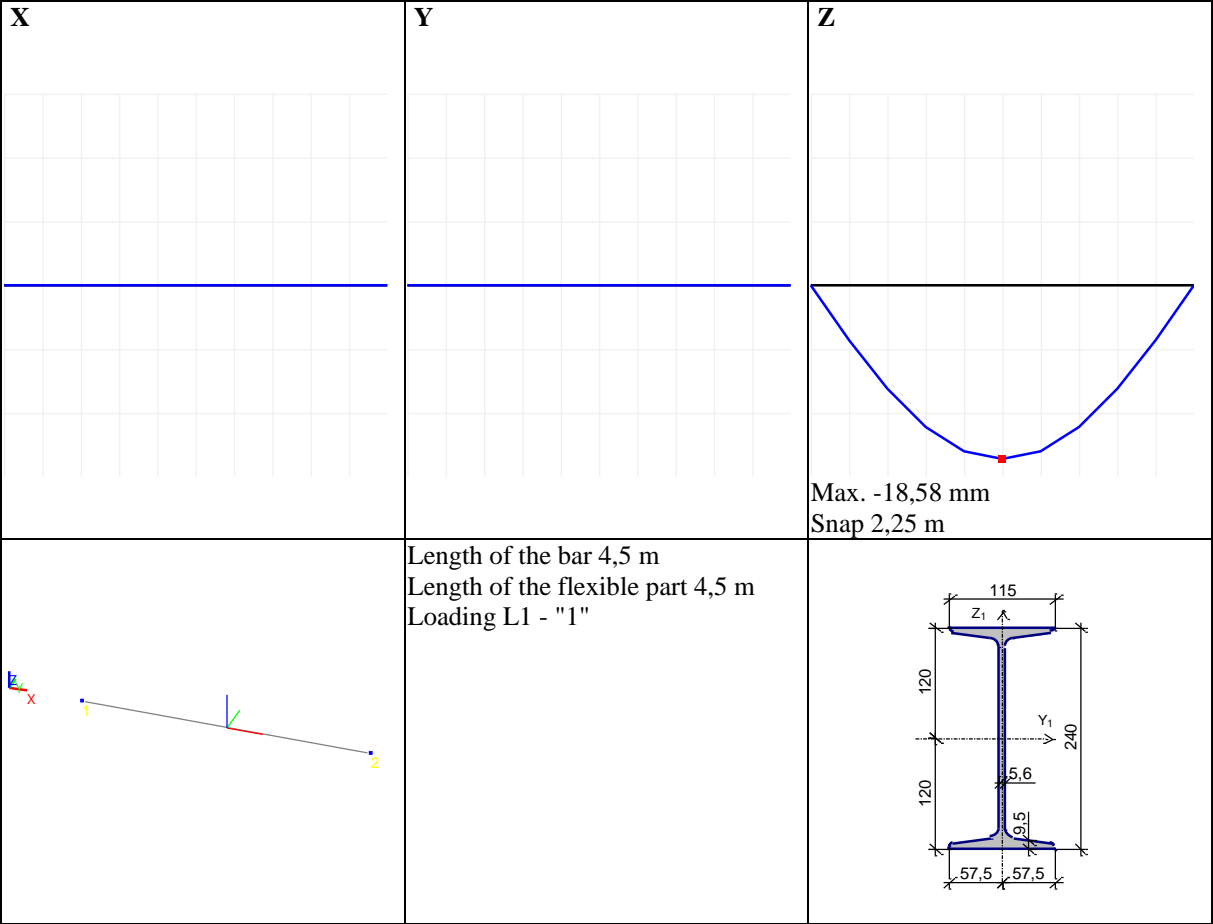 X
Y
Z
Max. -18,58 mm
Snap 2,25 m
Z
Y
X
1
2
Length of the bar 4,5 m
Length of the flexible part 4,5 m
Loading L1 - "1"
115
Z1
120
Y1
240
5,6
120
9,5
57,5 57,5